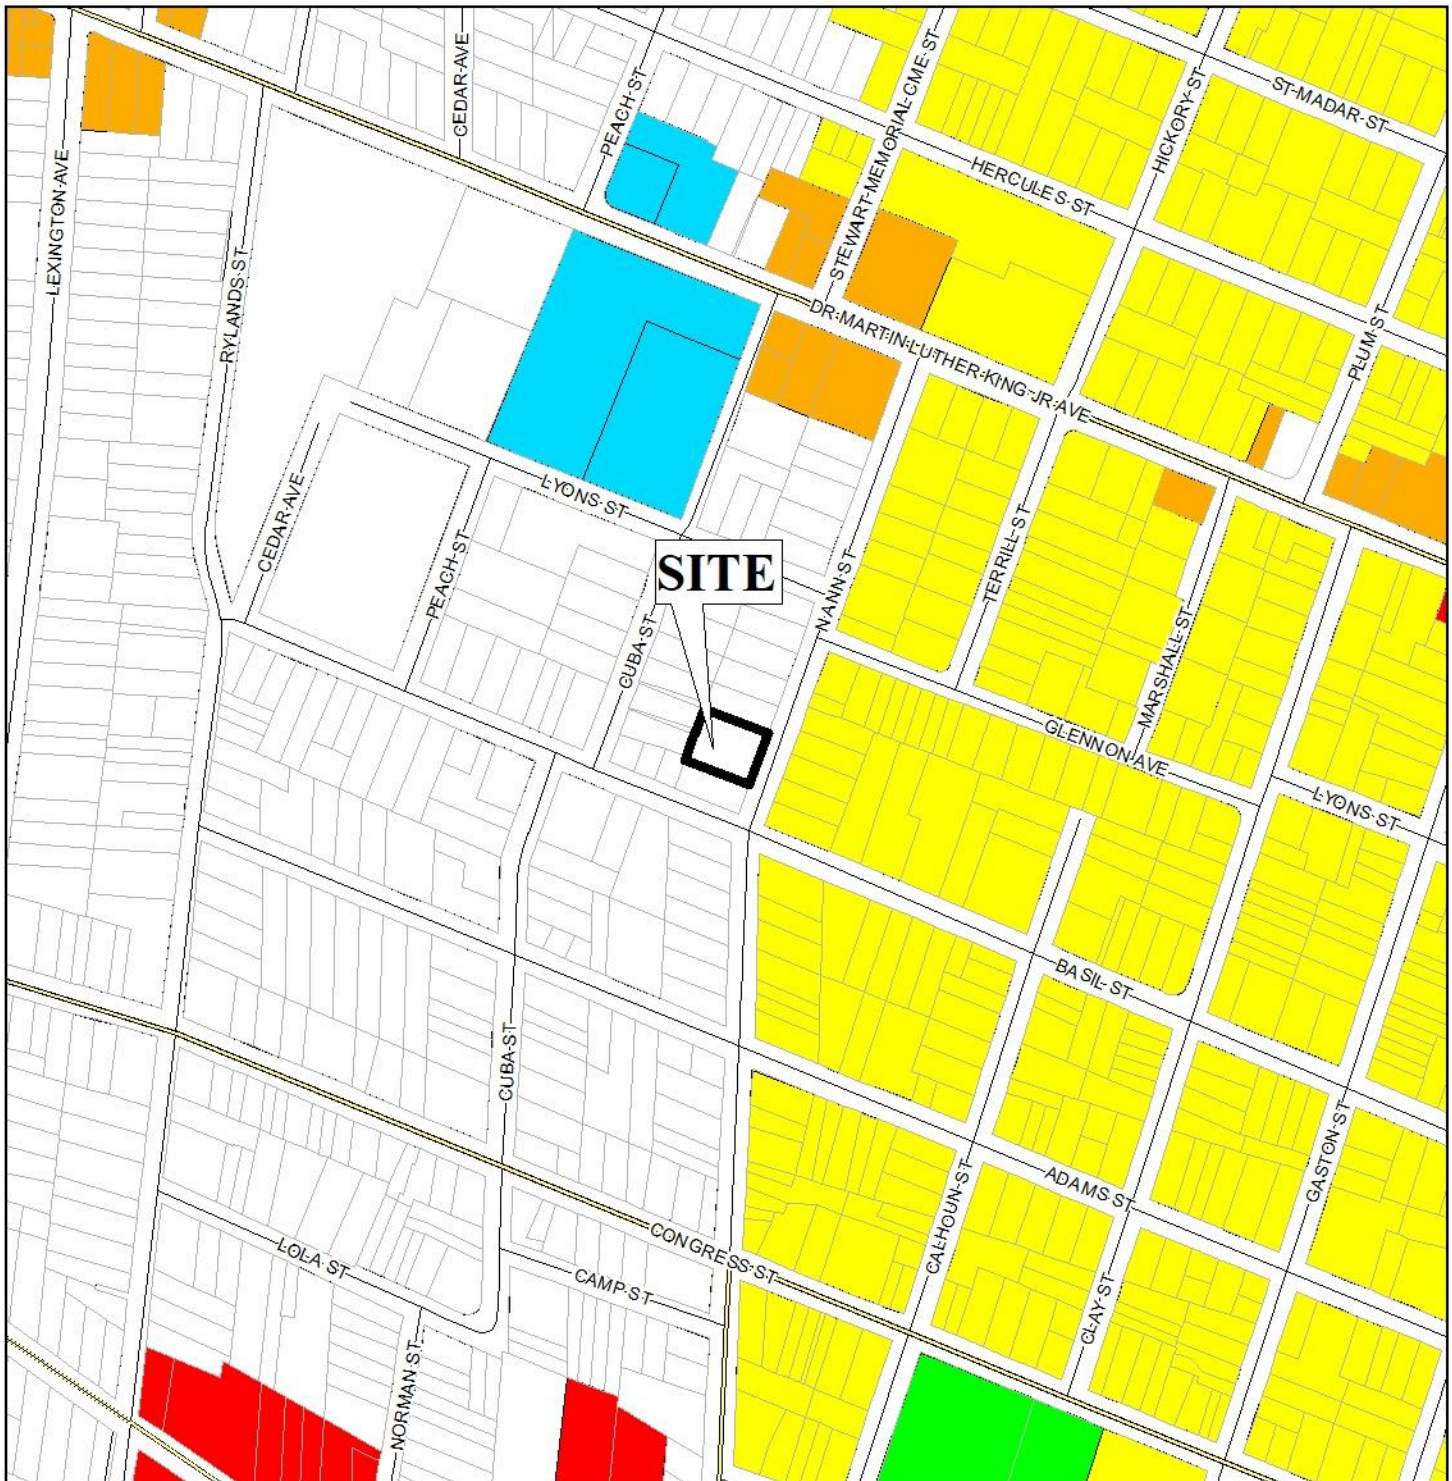 CEDAR AVE
PEACH ST
STEWART MEMORIAL CME ST
HICKORY ST
ST MADAR ST
LEXINGTON AVE
HERCULES ST
RYLANDS ST
DR MARTIN LUTHER KING JR AVE
PLUM ST
CEDAR AVE
LYONS ST
PEACH ST
SITE
NANN ST
TERRILL ST
CUBA ST
MARSHALL ST
GLENNON AVE
LYONS ST
BASIL ST
CUBA ST
GASTON ST
CALHOUN ST
ADAMS ST
CONGRESS ST
LOLA ST
CAMP ST
CLAY ST
NORMAN ST